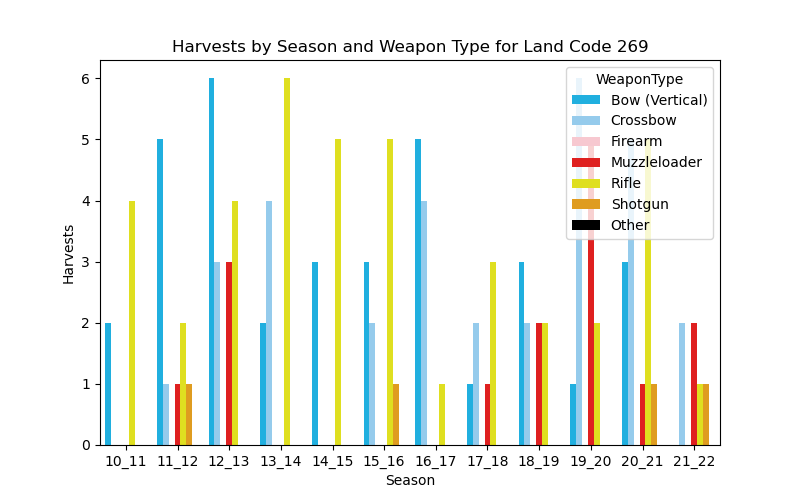 Harvests by Season and Weapon Type for Land Code 269
6
5
4
3
2
1
0
Harvests
WeaponType
Bow (Vertical)
Crossbow
Firearm
Muzzleloader
Rifle
Shotgun
Other
10_11 11_12 12_13 13_14 14_15 15_16 16_17 17_18 18_19 19_20 20_21 21_22
Season